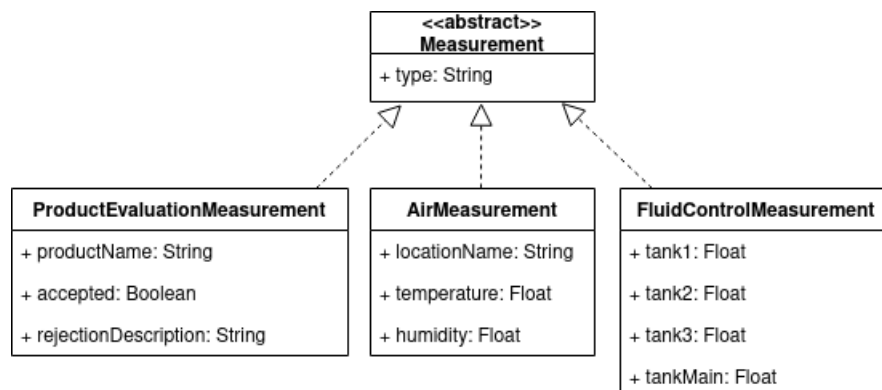 <<abstract>>
Measurement
+ type: String
ProductEvaluationMeasurement
+ productName: String
+ accepted: Boolean
+ rejectionDescription: String
AirMeasurement
+ locationName: String
+ temperature: Float
+ humidity: Float
FluidControlMeasurement
+ tank1: Float
+ tank2: Float
+ tank3: Float
+ tankMain: Float